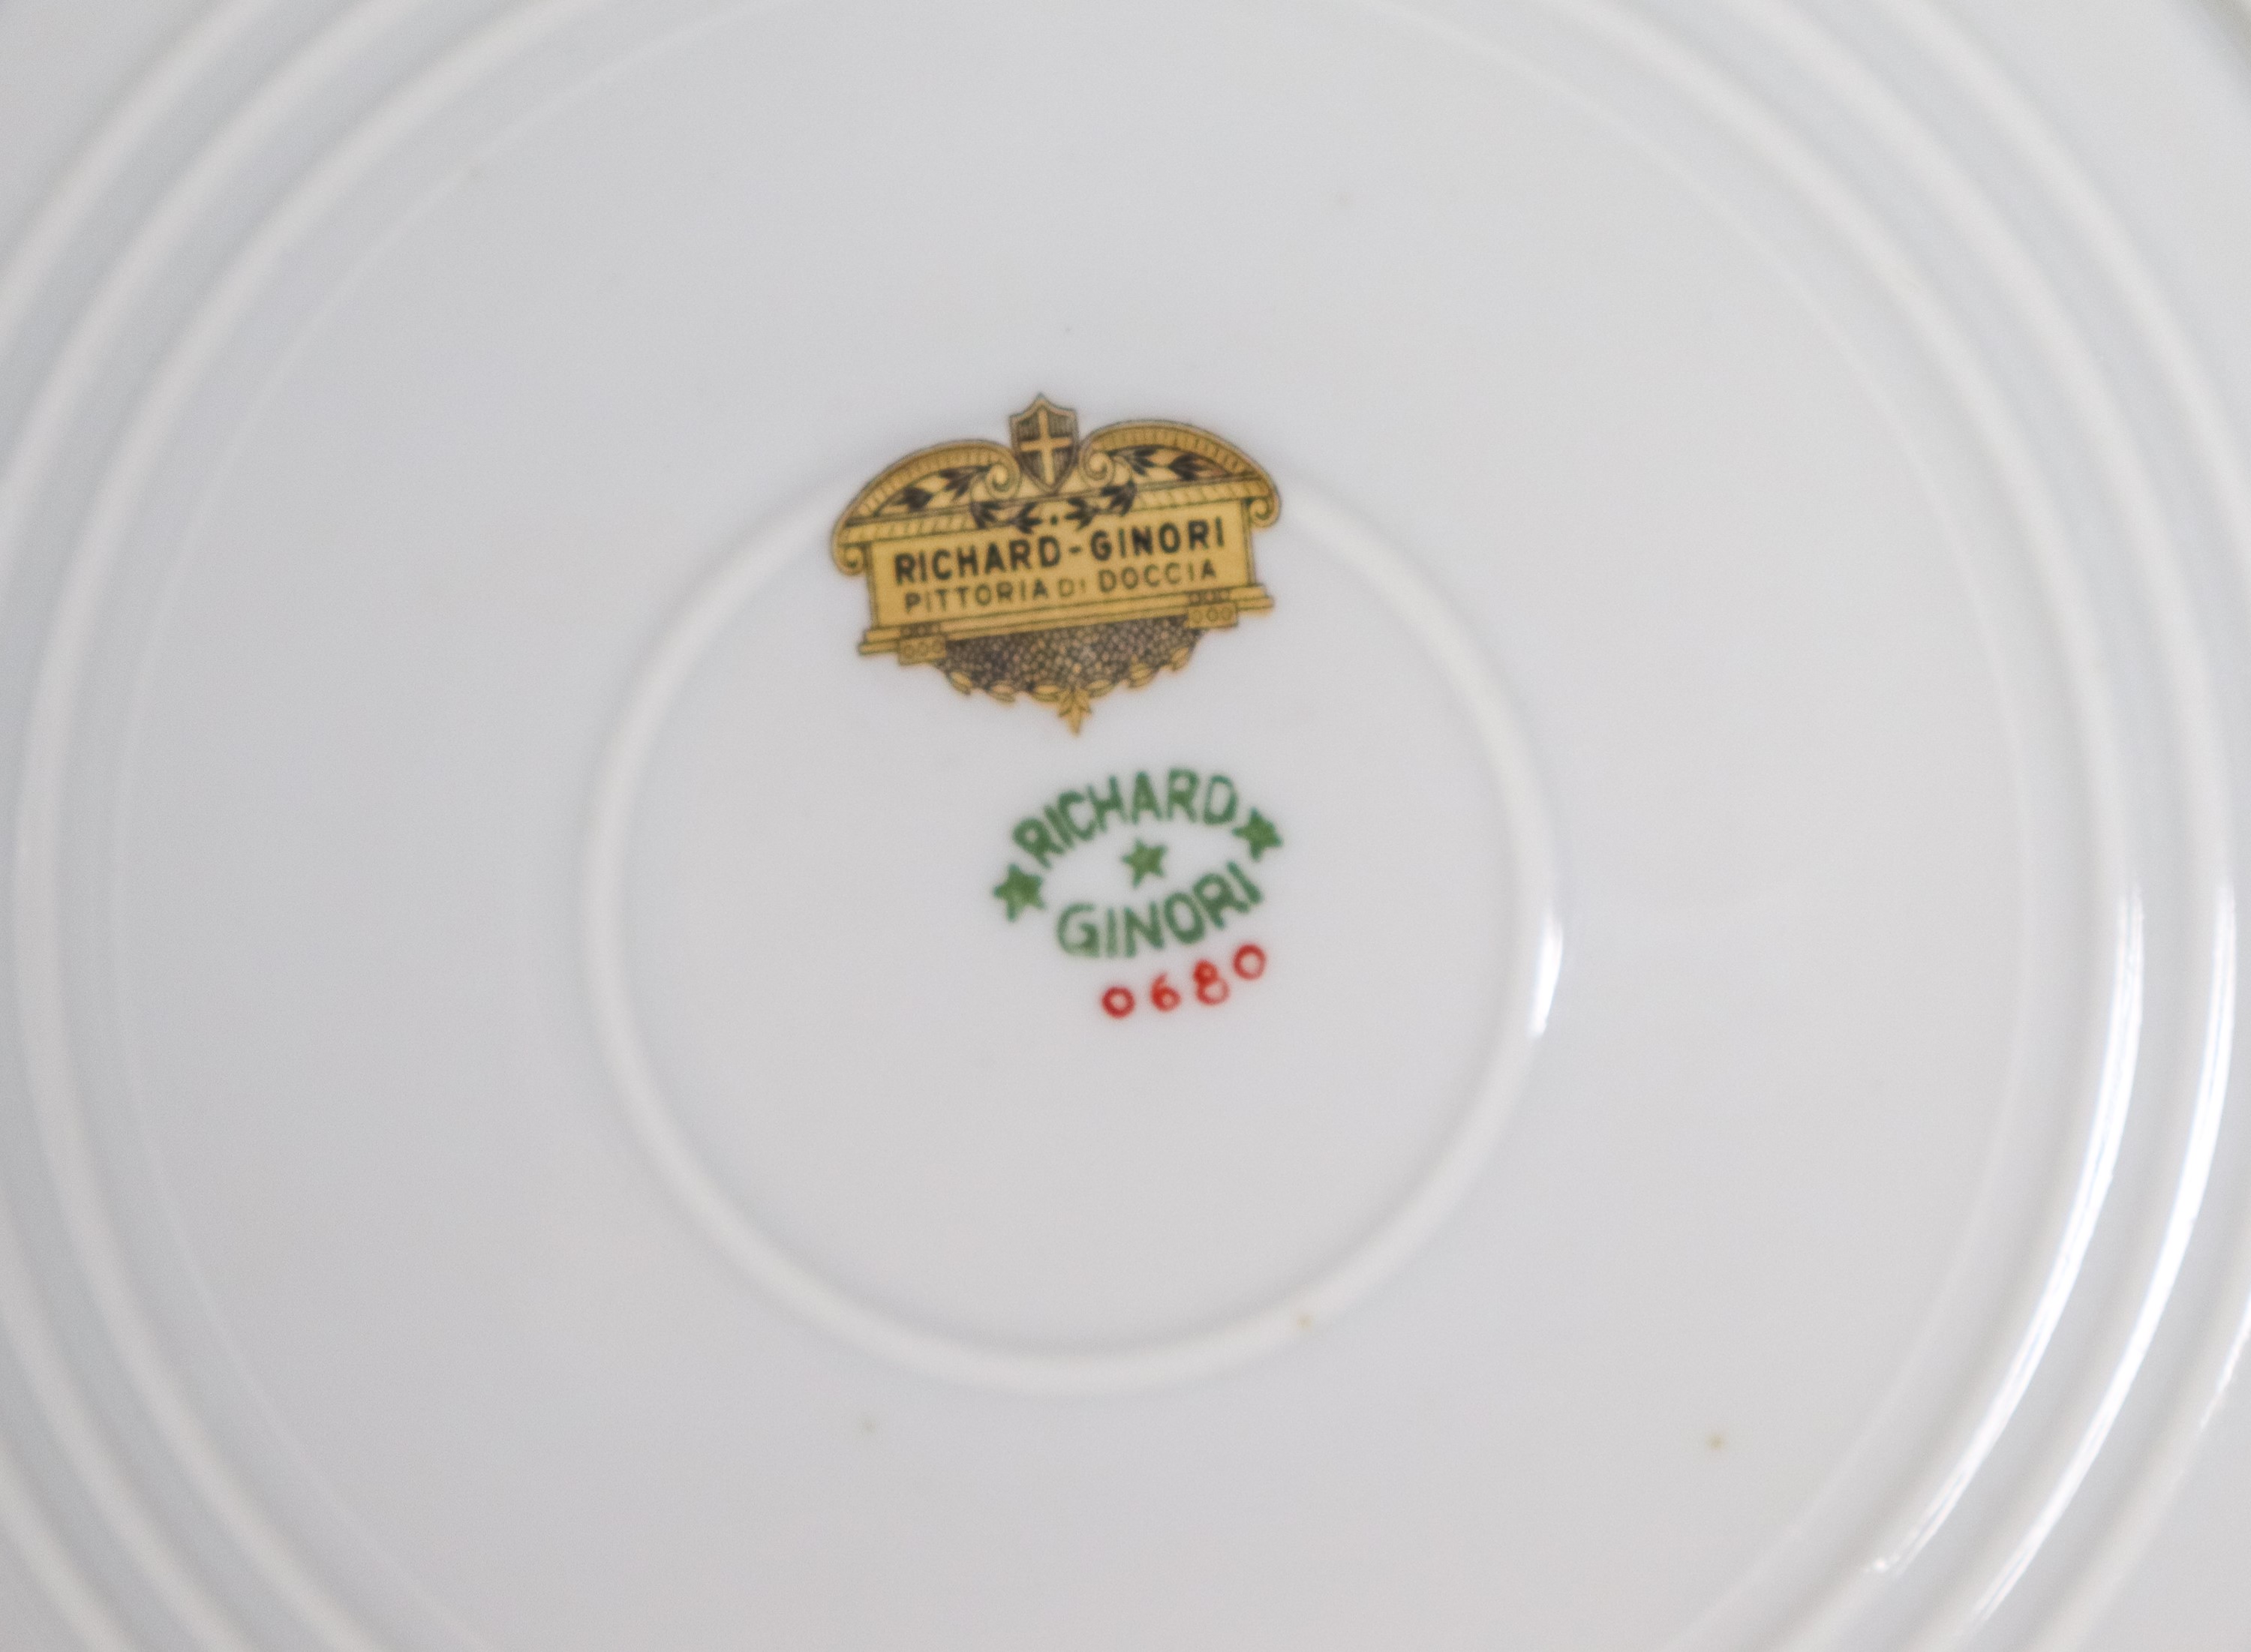 RICHARD-GINORI
PITTORIA DI DOCCIA
RICHARD
GINORI
0680